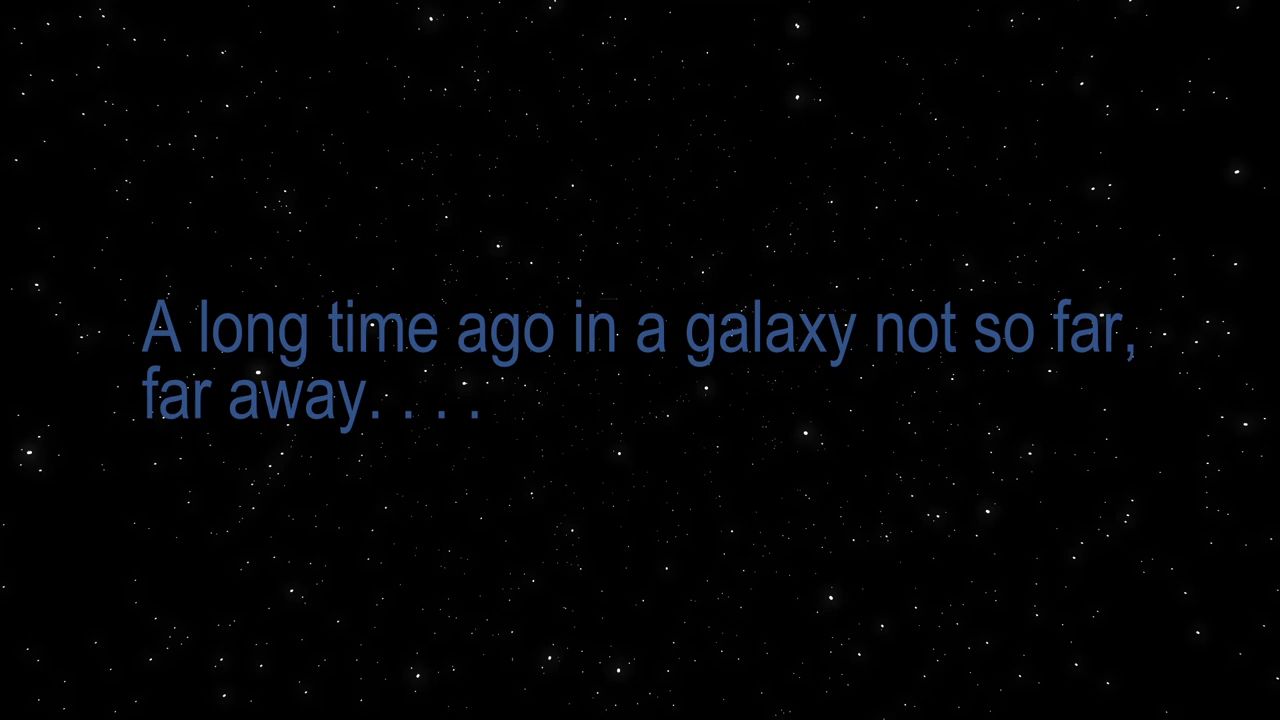 A long time ago in a galaxy not so far,
far away. . . .